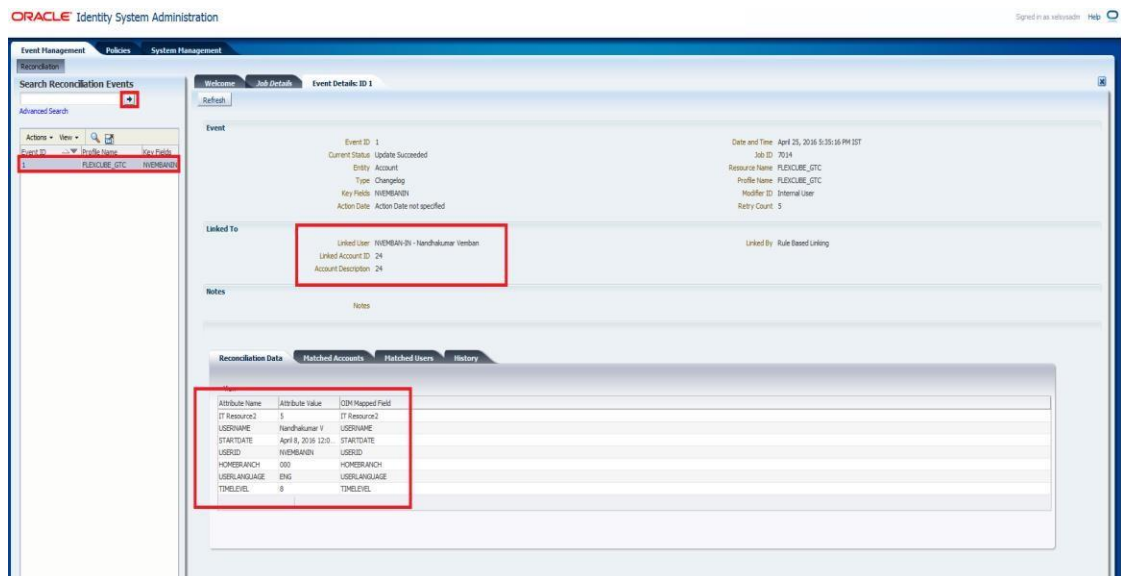 ORACLE Identity System Administration
Signed in as xelsysadm Help
Event Management Policies System Management
Reconciliation
Search Reconciliation Events
Advanced Search
Actions View
Event ID Profile Name Key Fields
1 FLEXCUBE_GTC NVEMBANIN
Welcome Job Details Event Details: ID 1
Refresh
Event
Event ID 1
Current Status Update Succeeded
Entity Account
Type Changelog
Key Fields NVEMBANIN
Action Date Action Date not specified
Date and Time April 25, 2016 5:35:16 PM IST
Job ID 7014
Resource Name FLEXCUBE_GTC
Profile Name FLEXCUBE_GTC
Modifier ID Internal User
Retry Count 5
Linked To
Linked User NVEMBAN-IN - Nandhakumar Vemban
Linked Account ID 24
Account Description 24
Linked By Rule Based Linking
Notes
Notes
Reconciliation Data Matched Accounts Matched Users History
Attribute Name Attribute Value OIM Mapped Field
IT Resource2 5 IT Resource2
USERNAME Nandhakumar V USERNAME
STARTDATE April 8, 2016 12:0... STARTDATE
USERID NVEMBANIN USERID
HOMEBRANCH 000 HOMEBRANCH
USERLANGUAGE ENG USERLANGUAGE
TIMELEVEL 8 TIMELEVEL